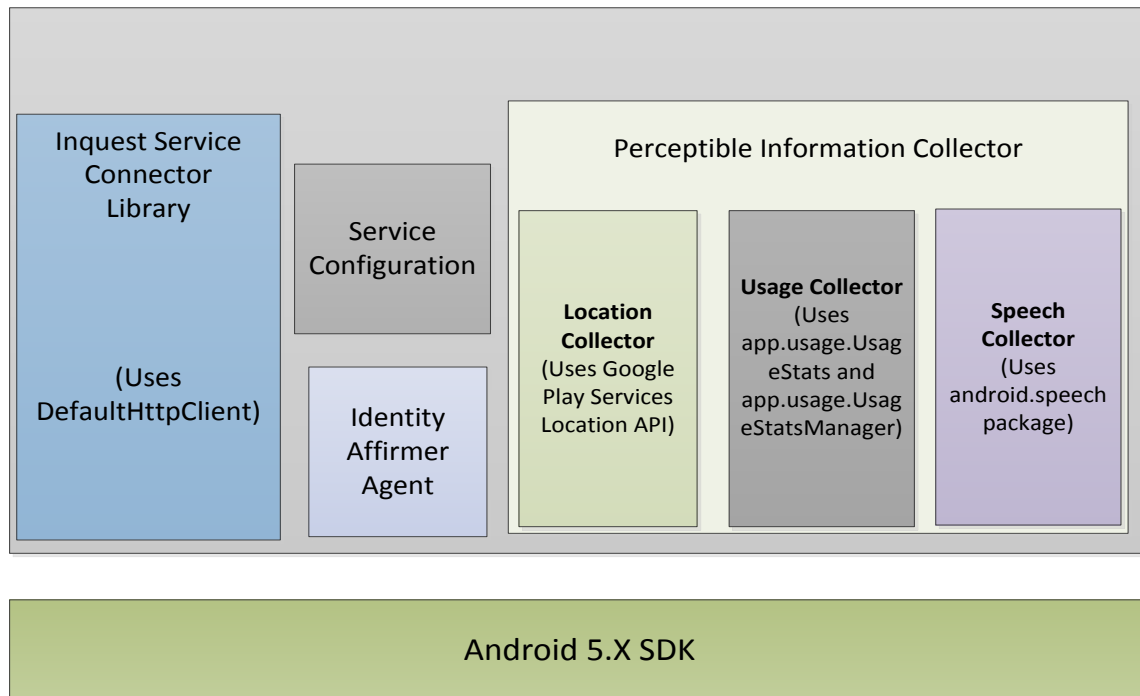 Inquest Service
Connector
Library
(Uses
DefaultHttpClient)
Service
Configuration
Identity
Affirmer
Agent
Perceptible Information Collector
Location
Collector
(Uses Google
Play Services
Location API)
Usage Collector
(Uses
app.usage.Usag
eStats and
app.usage.Usag
eStatsManager)
Speech
Collector
(Uses
android.speech
package)
Android 5.X SDK